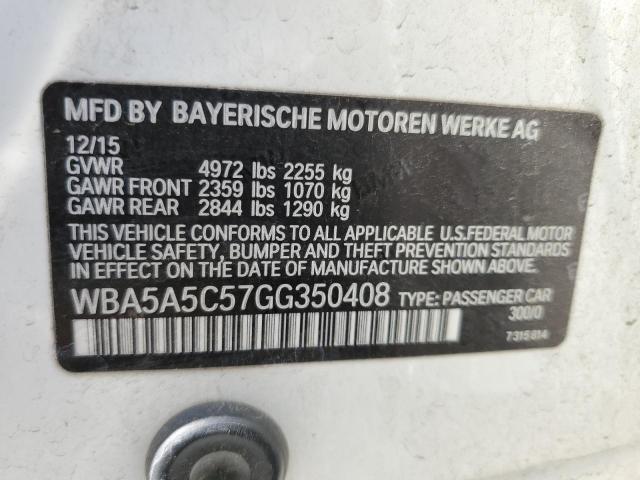 MFD BY BAYERISCHE MOTOREN WERKE AG
12/15
GVWR 4972 lbs 2255 kg
GAWR FRONT 2359 lbs 1070 kg
GAWR REAR 2844 lbs 1290 kg
THIS VEHICLE CONFORMS TO ALL APPLICABLE U.S.FEDERAL MOTOR
VEHICLE SAFETY, BUMPER AND THEFT PREVENTION STANDARDS
IN EFFECT ON THE DATE OF MANUFACTURE SHOWN ABOVE.
WBA5A5C57GG350408 TYPE: PASSENGER CAR
300/0
7315814